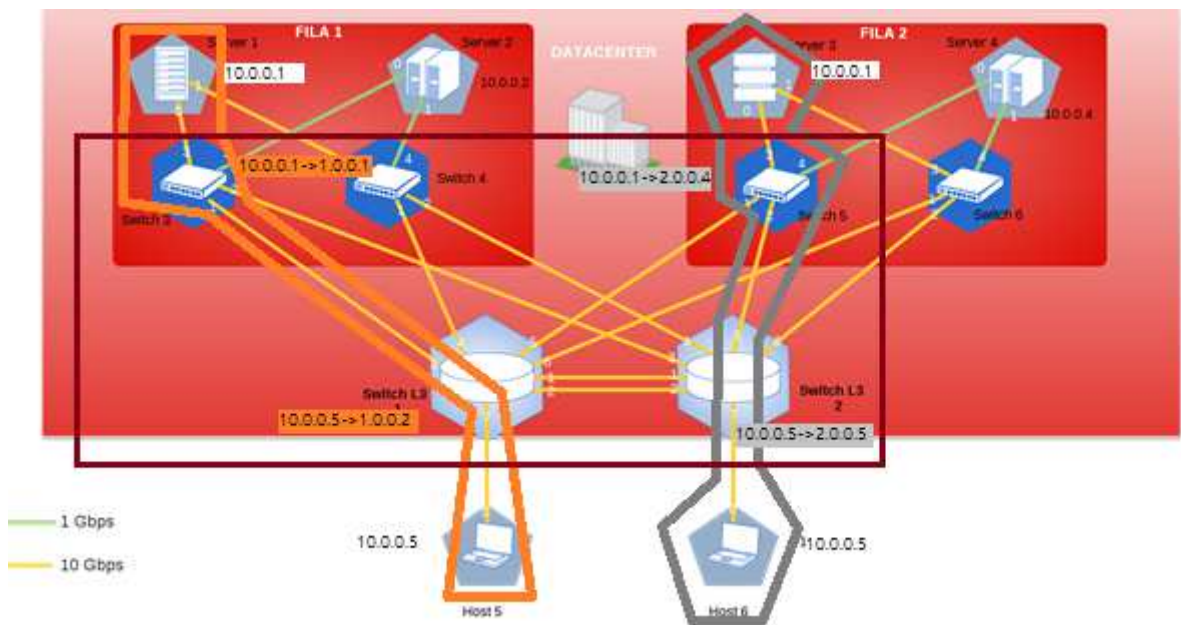 FILA 1
FILA 2
DATACENTER
Server 1
Server 2
Server 3
Server 4
10.0.0.1
10.0.0.2
10.0.0.1
10.0.0.4
10.0.0.1->1.0.0.1
10.0.0.1->2.0.0.4
Switch 3
Switch 4
Switch 5
Switch 6
Switch L3
1
Switch L3
2
10.0.0.5->1.0.0.2
10.0.0.5->2.0.0.5
1 Gbps
10 Gbps
10.0.0.5
10.0.0.5
Host 5
Host 6